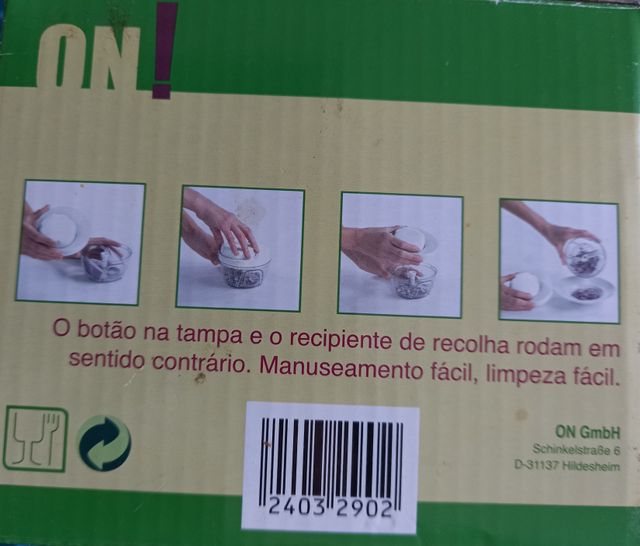 ON!
O botão na tampa e o recipiente de recolha rodam em
sentido contrário. Manuseamento fácil, limpeza fácil.
ON GmbH
Schinkelstraße 6
D-31137 Hildesheim
2403 2902